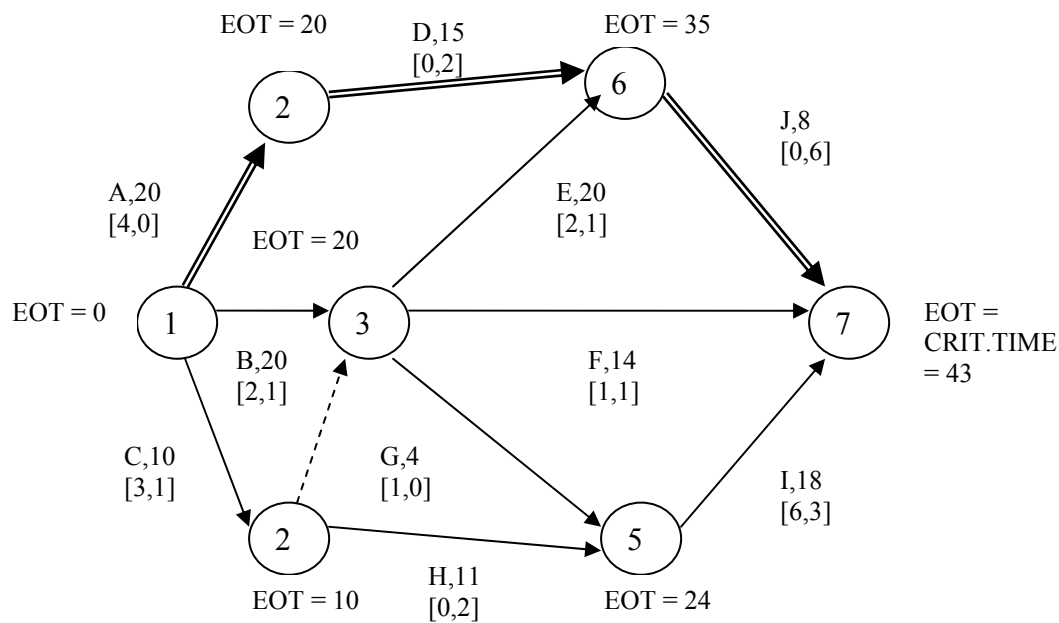 EOT = 20
D,15
[0,2]
EOT = 35
2
6
J,8
[0,6]
A,20
[4,0]
E,20
[2,1]
EOT = 20
EOT = 0
1
3
7
EOT =
CRIT.TIME
= 43
B,20
[2,1]
F,14
[1,1]
C,10
[3,1]
G,4
[1,0]
I,18
[6,3]
2
5
H,11
[0,2]
EOT = 10
EOT = 24